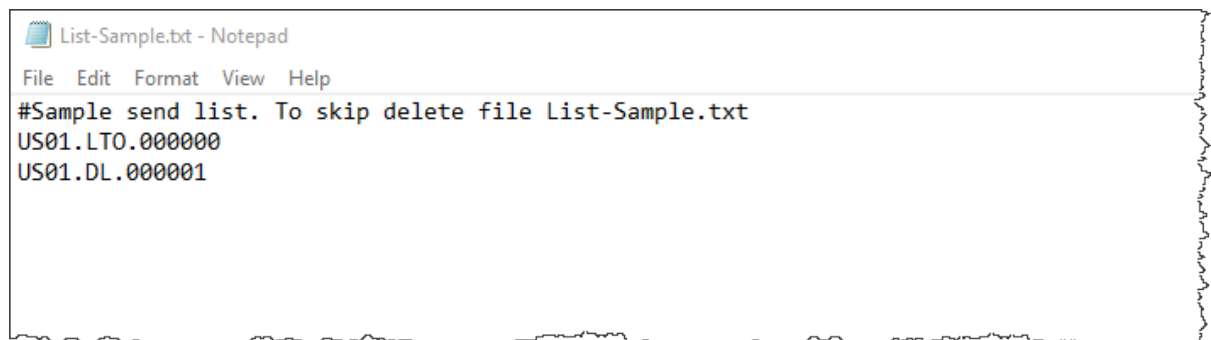 List-Sample.txt - Notepad
File Edit Format View Help
#Sample send list. To skip delete file List-Sample.txt
US01.LTO.000000
US01.DL.000001